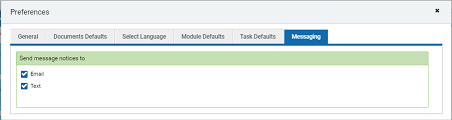 Preferences
General
Documents Defaults
Select Language
Module Defaults
Task Defaults
Messaging
Send message notices to
Email
Text